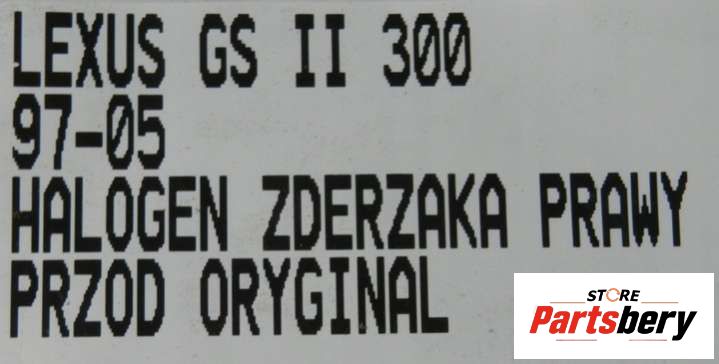 LEXUS GS II 300
97-05
HALOGEN ZDERZAKA PRAWY
PRZOD ORYGINAL
STORE
Partsbery